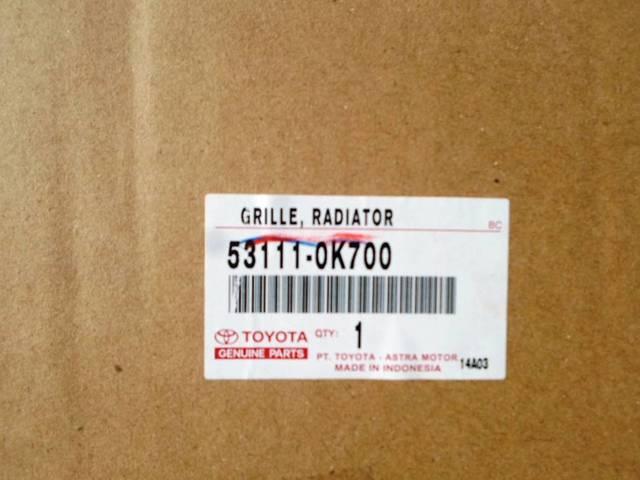 GRILLE, RADIATOR
BC
53111-0K700
TOYOTA QTY: 1
GENUINE PARTS
PT. TOYOTA - ASTRA MOTOR
MADE IN INDONESIA 14A03